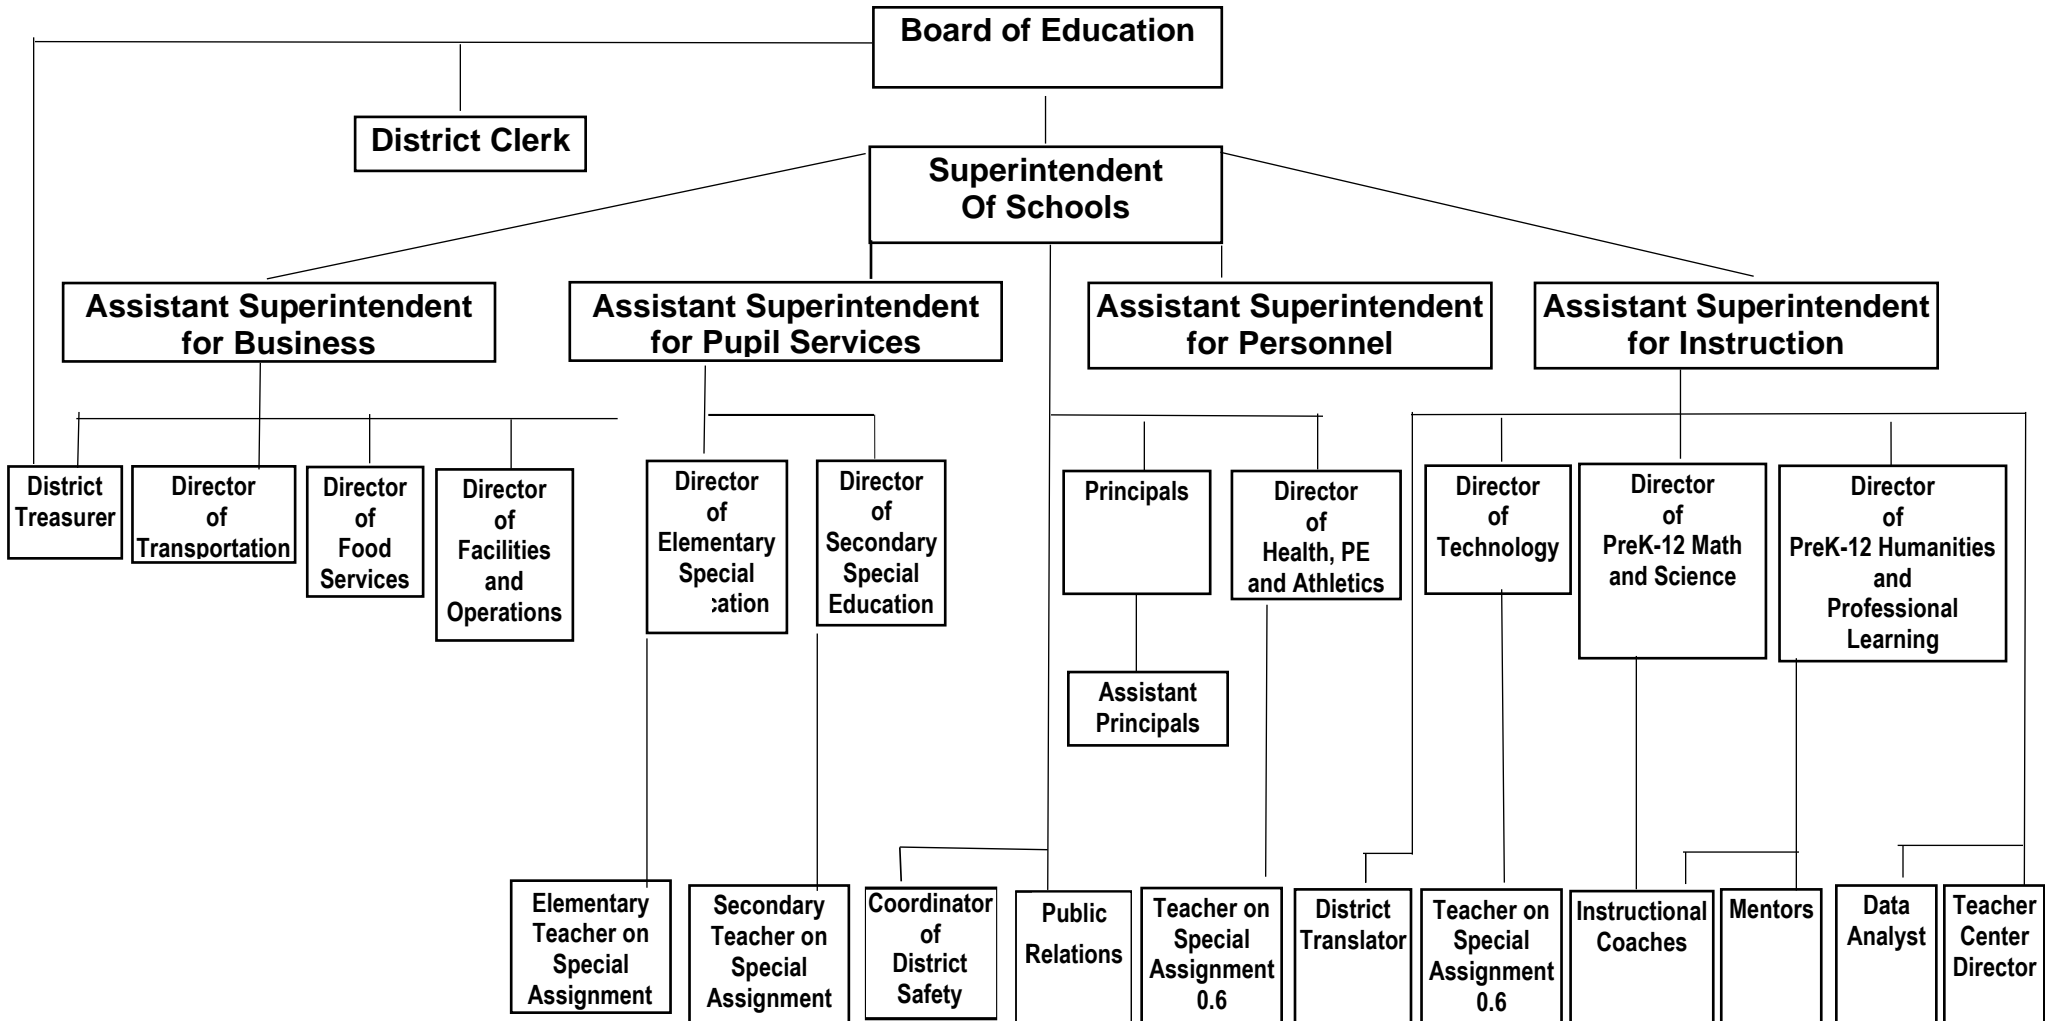 Board of Education
District Clerk
Superintendent
Of Schools
Assistant Superintendent
for Business
Assistant Superintendent
for Pupil Services
Assistant Superintendent
for Personnel
Assistant Superintendent
for Instruction
District
Treasurer
Director
of
Transportation
Director
of
Food
Services
Director
of
Facilities
and
Operations
Director
of
Elementary
Special
cation
Director
of
Secondary
Special
Education
Principals
Director
of
Health, PE
and Athletics
Director
of
Technology
Director
of
PreK-12 Math
and Science
Director
of
PreK-12 Humanities
and
Professional
Learning
Assistant
Principals
Elementary
Teacher on
Special
Assignment
Secondary
Teacher on
Special
Assignment
Coordinator
of
District
Safety
Public
Relations
Teacher on
Special
Assignment
0.6
District
Translator
Teacher on
Special
Assignment
0.6
Instructional
Coaches
Mentors
Data
Analyst
Teacher
Center
Director